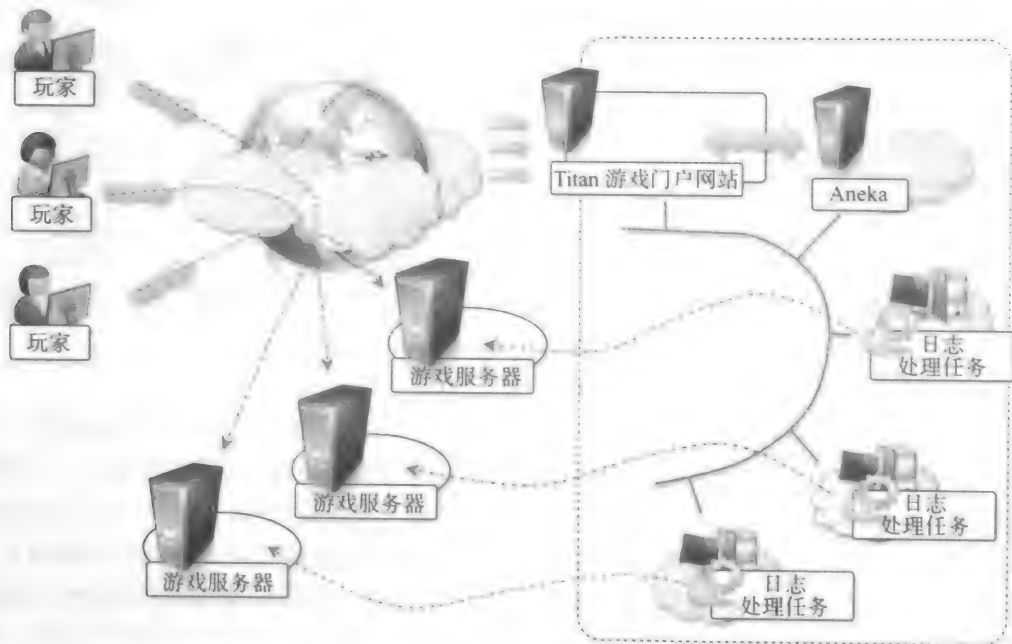 玩家
玩家
玩家
Titan 游戏门户网站
Aneka
游戏服务器
游戏服务器
游戏服务器
日志
处理任务
日志
处理任务
日志
处理任务